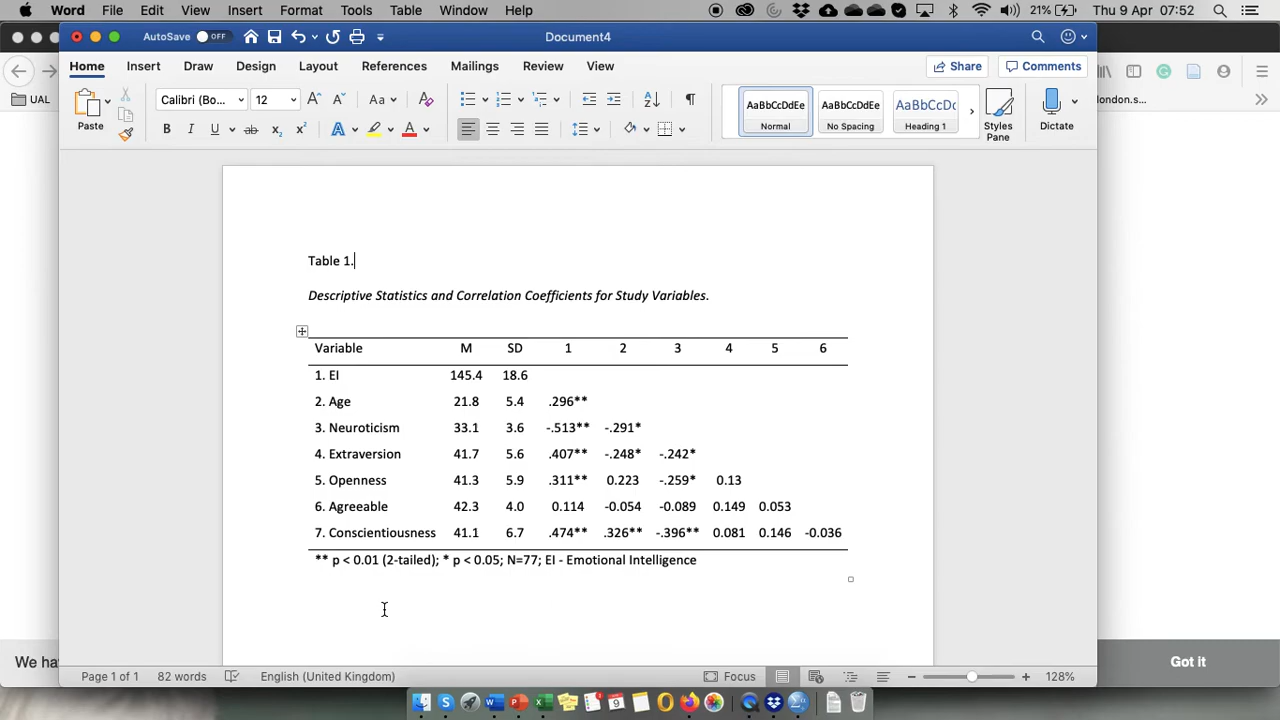 Word File Edit View Insert Format Tools Table Window Help 21% Thu 9 Apr 07:52
AutoSave OFF Document4
Home Insert Draw Design Layout References Mailings Review View Share Comments
UAL
london.s...
Paste
Calibri (Bo... 12 Aa
B I U ab x₂ x² A A
AaBbCcDdEe AaBbCcDdEe AaBbCcDc
Normal No Spacing Heading 1
Styles Pane
Dictate
Table 1.
Descriptive Statistics and Correlation Coefficients for Study Variables.
Variable M SD 1 2 3 4 5 6
1. EI 145.4 18.6
2. Age 21.8 5.4 .296**
3. Neuroticism 33.1 3.6 -.513** -.291*
4. Extraversion 41.7 5.6 .407** -.248* -.242*
5. Openness 41.3 5.9 .311** 0.223 -.259* 0.13
6. Agreeable 42.3 4.0 0.114 -0.054 -0.089 0.149 0.053
7. Conscientiousness 41.1 6.7 .474** .326** -.396** 0.081 0.146 -0.036
** p < 0.01 (2-tailed); * p < 0.05; N=77; EI - Emotional Intelligence
We ha
Got it
Page 1 of 1 82 words English (United Kingdom) Focus 128%